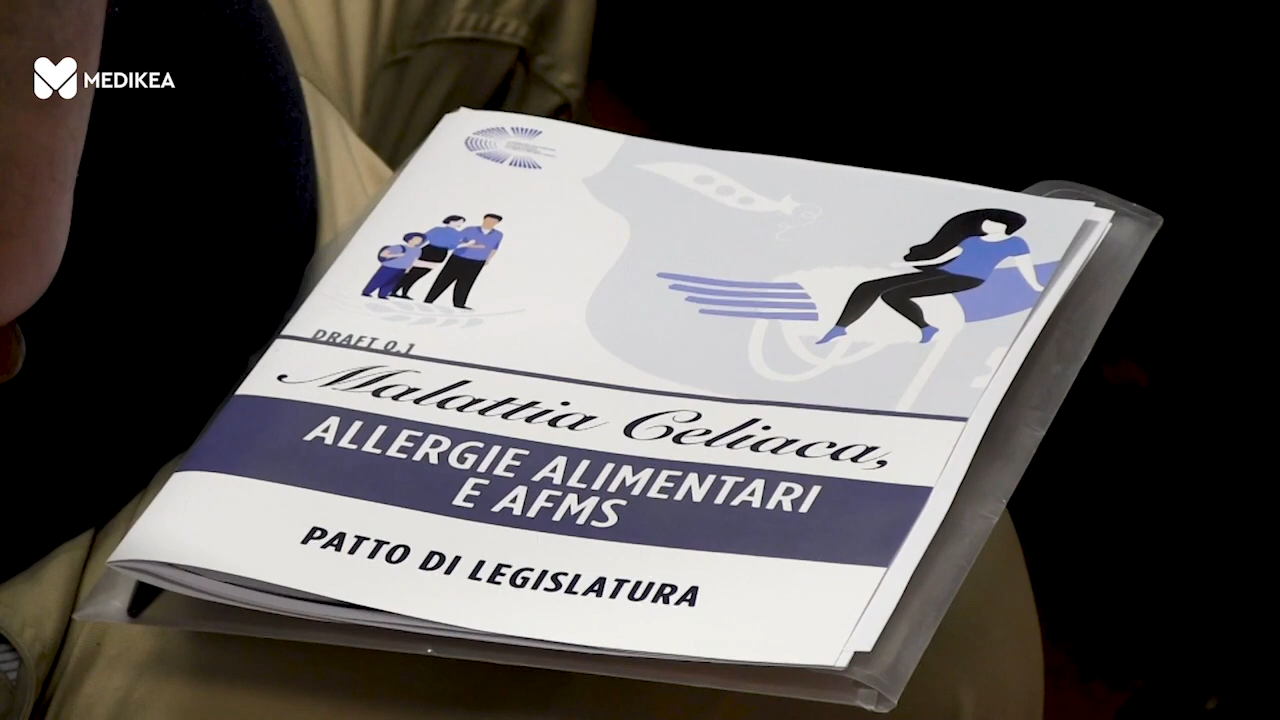 MEDIKEA
DRAFT 0.1
Malattia Celiaca,
ALLERGIE ALIMENTARI
E AFMS
PATTO DI LEGISLATURA